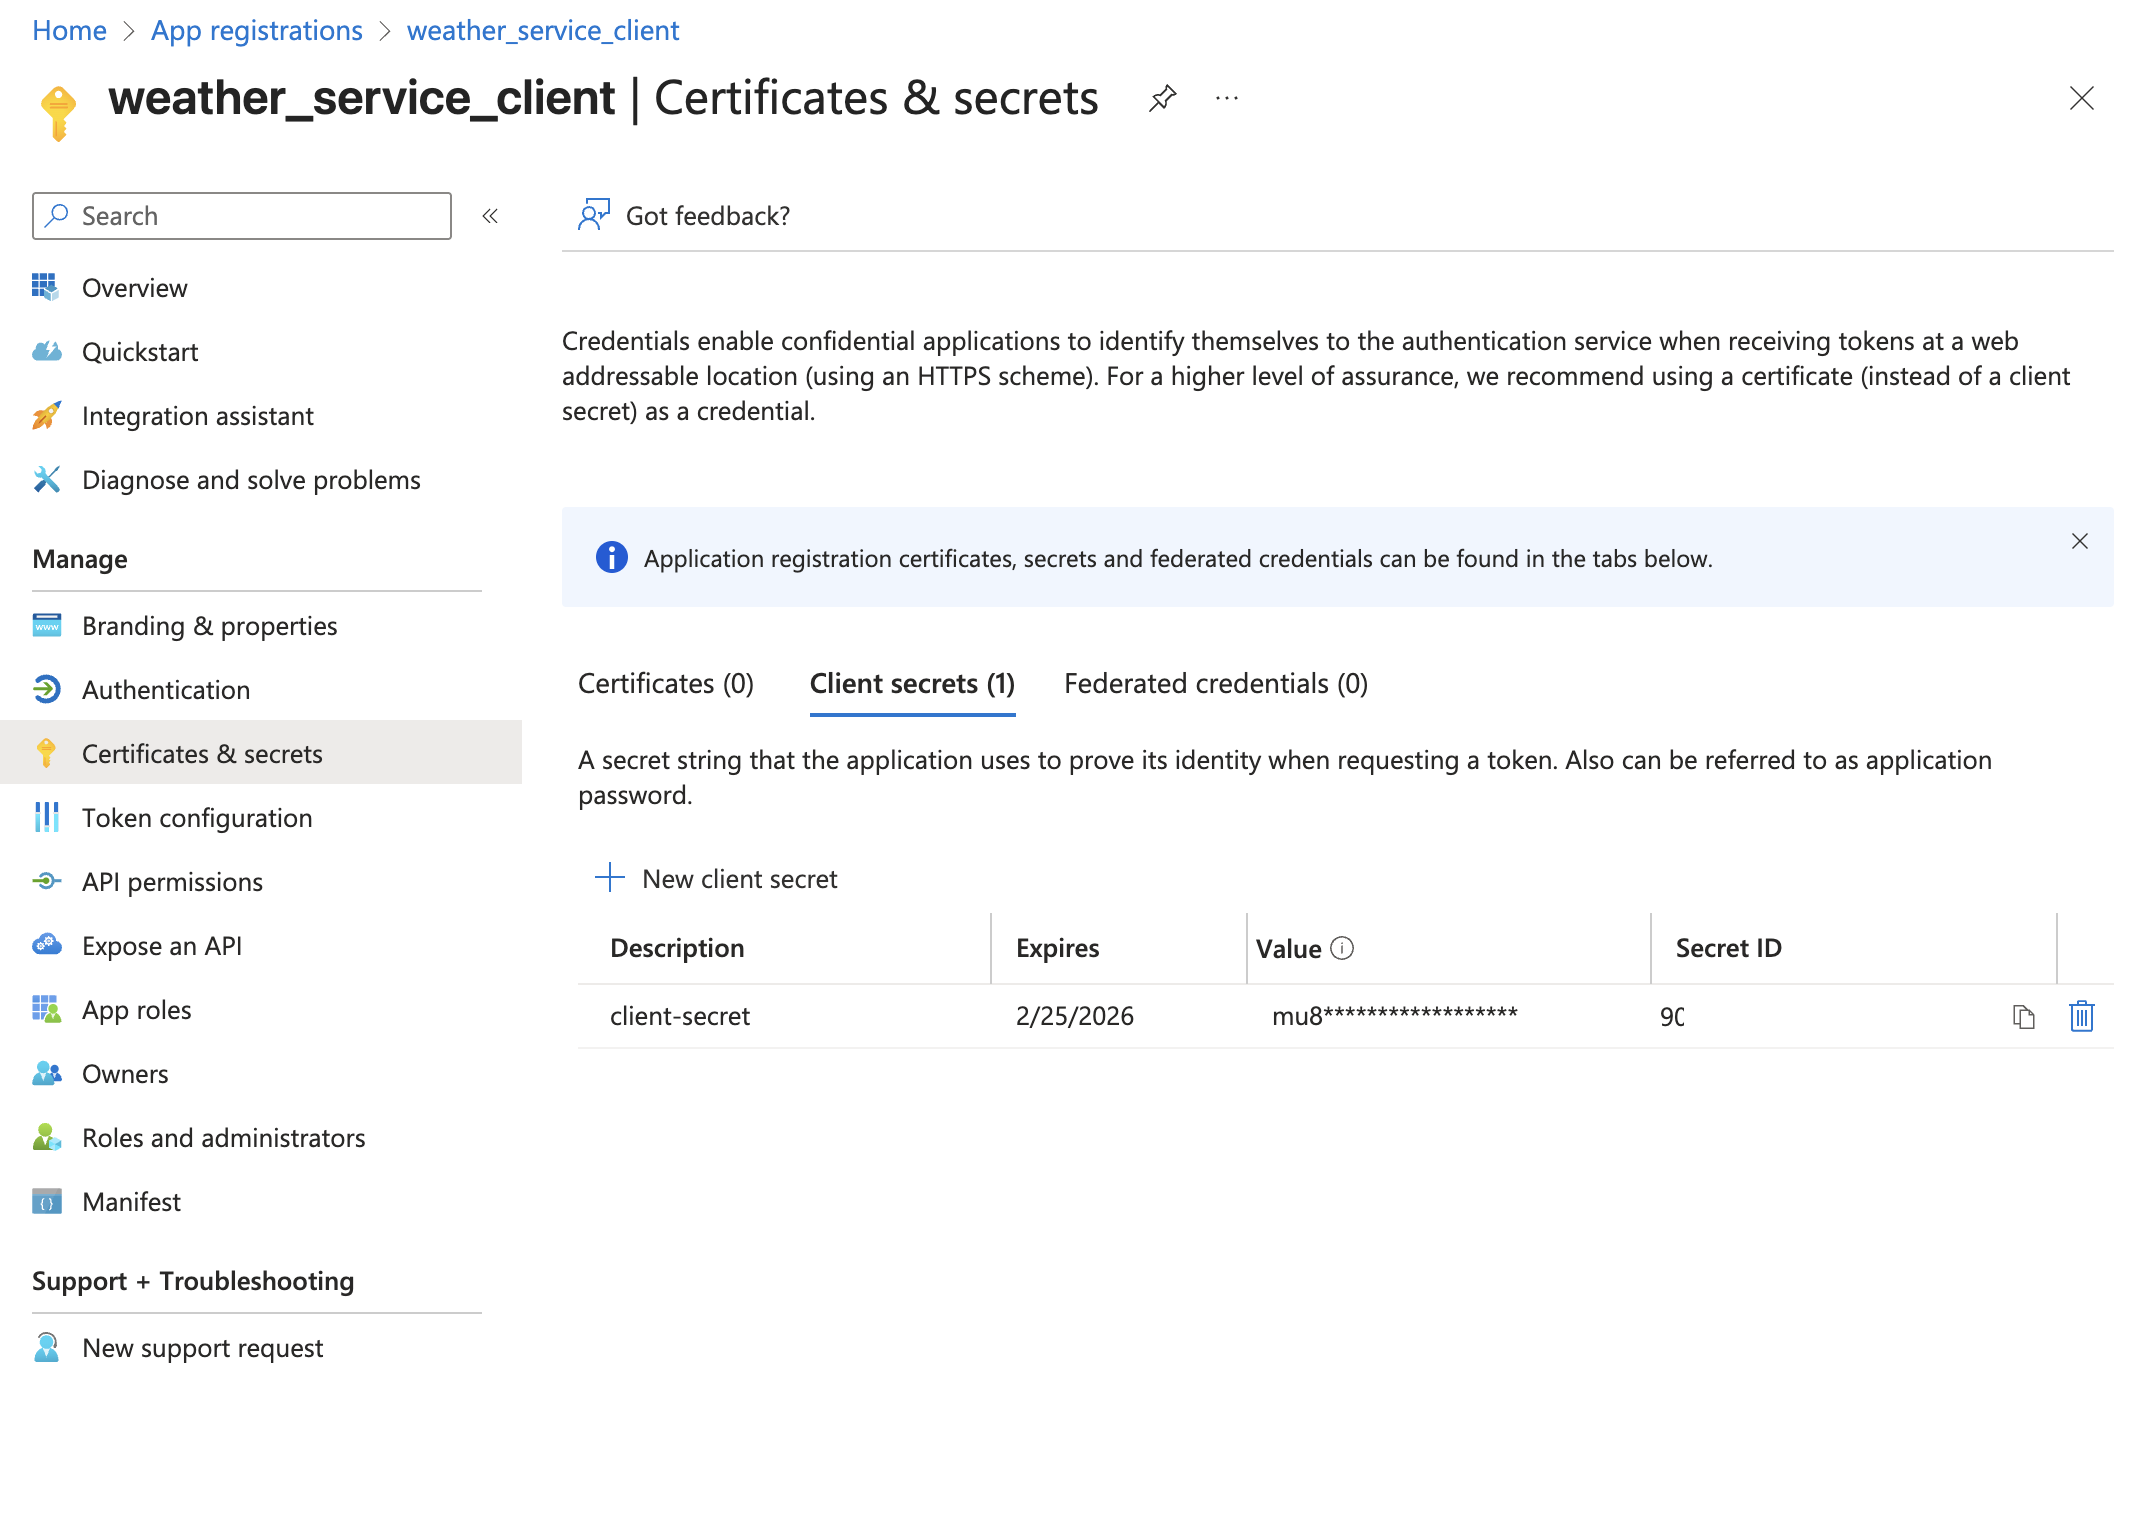 Home > App registrations > weather_service_client
weather_service_client | Certificates & secrets
Search
Overview
Quickstart
Integration assistant
Diagnose and solve problems
Manage
Branding & properties
Authentication
Certificates & secrets
Token configuration
API permissions
Expose an API
App roles
Owners
Roles and administrators
Manifest
Support + Troubleshooting
New support request
Got feedback?
Credentials enable confidential applications to identify themselves to the authentication service when receiving tokens at a web
addressable location (using an HTTPS scheme). For a higher level of assurance, we recommend using a certificate (instead of a client
secret) as a credential.
Application registration certificates, secrets and federated credentials can be found in the tabs below.
Certificates (0) Client secrets (1) Federated credentials (0)
A secret string that the application uses to prove its identity when requesting a token. Also can be referred to as application
password.
New client secret
Description Expires Value Secret ID
client-secret 2/25/2026 mu8****************** 90